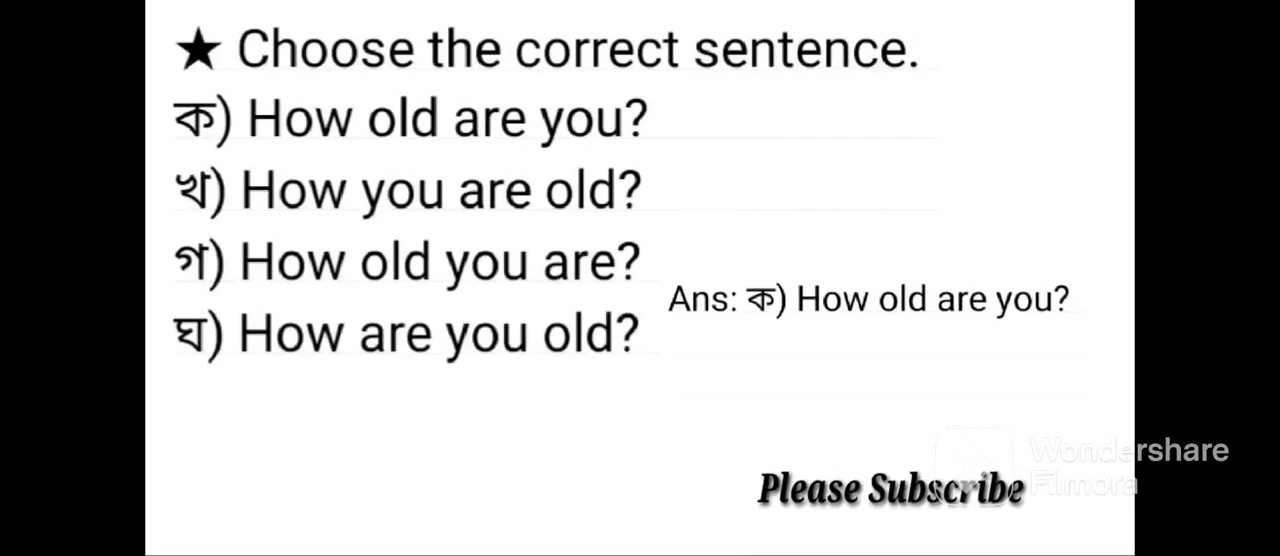 ★ Choose the correct sentence.
ক) How old are you?
খ) How you are old?
গ) How old you are?
Ans: ক) How old are you?
ঘ) How are you old?
Wondershare
Filmora
Please Subscribe